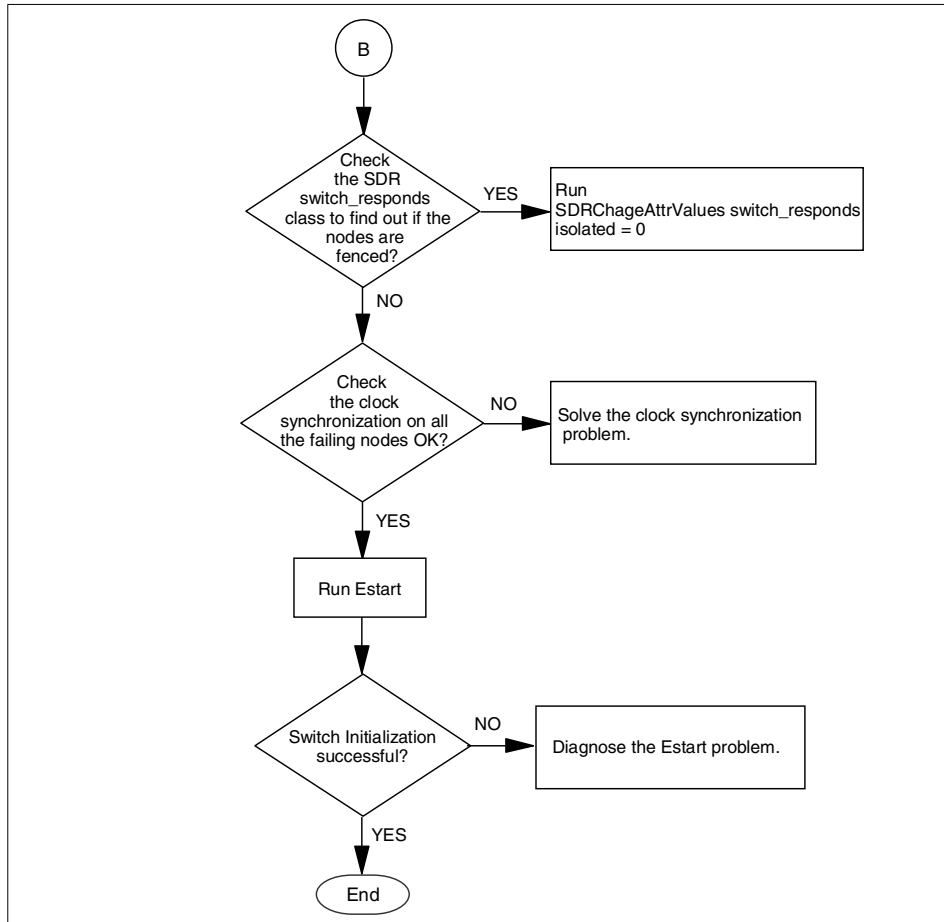 B
Check
the SDR
switch_responds
class to find out if the
nodes are
fenced?
YES
Run
SDRChageAttrValues switch_responds
isolated = 0
NO
Check
the clock
synchronization on all
the failing nodes OK?
NO
Solve the clock synchronization
problem.
YES
Run Estart
Switch Initialization
successful?
NO
Diagnose the Estart problem.
YES
End